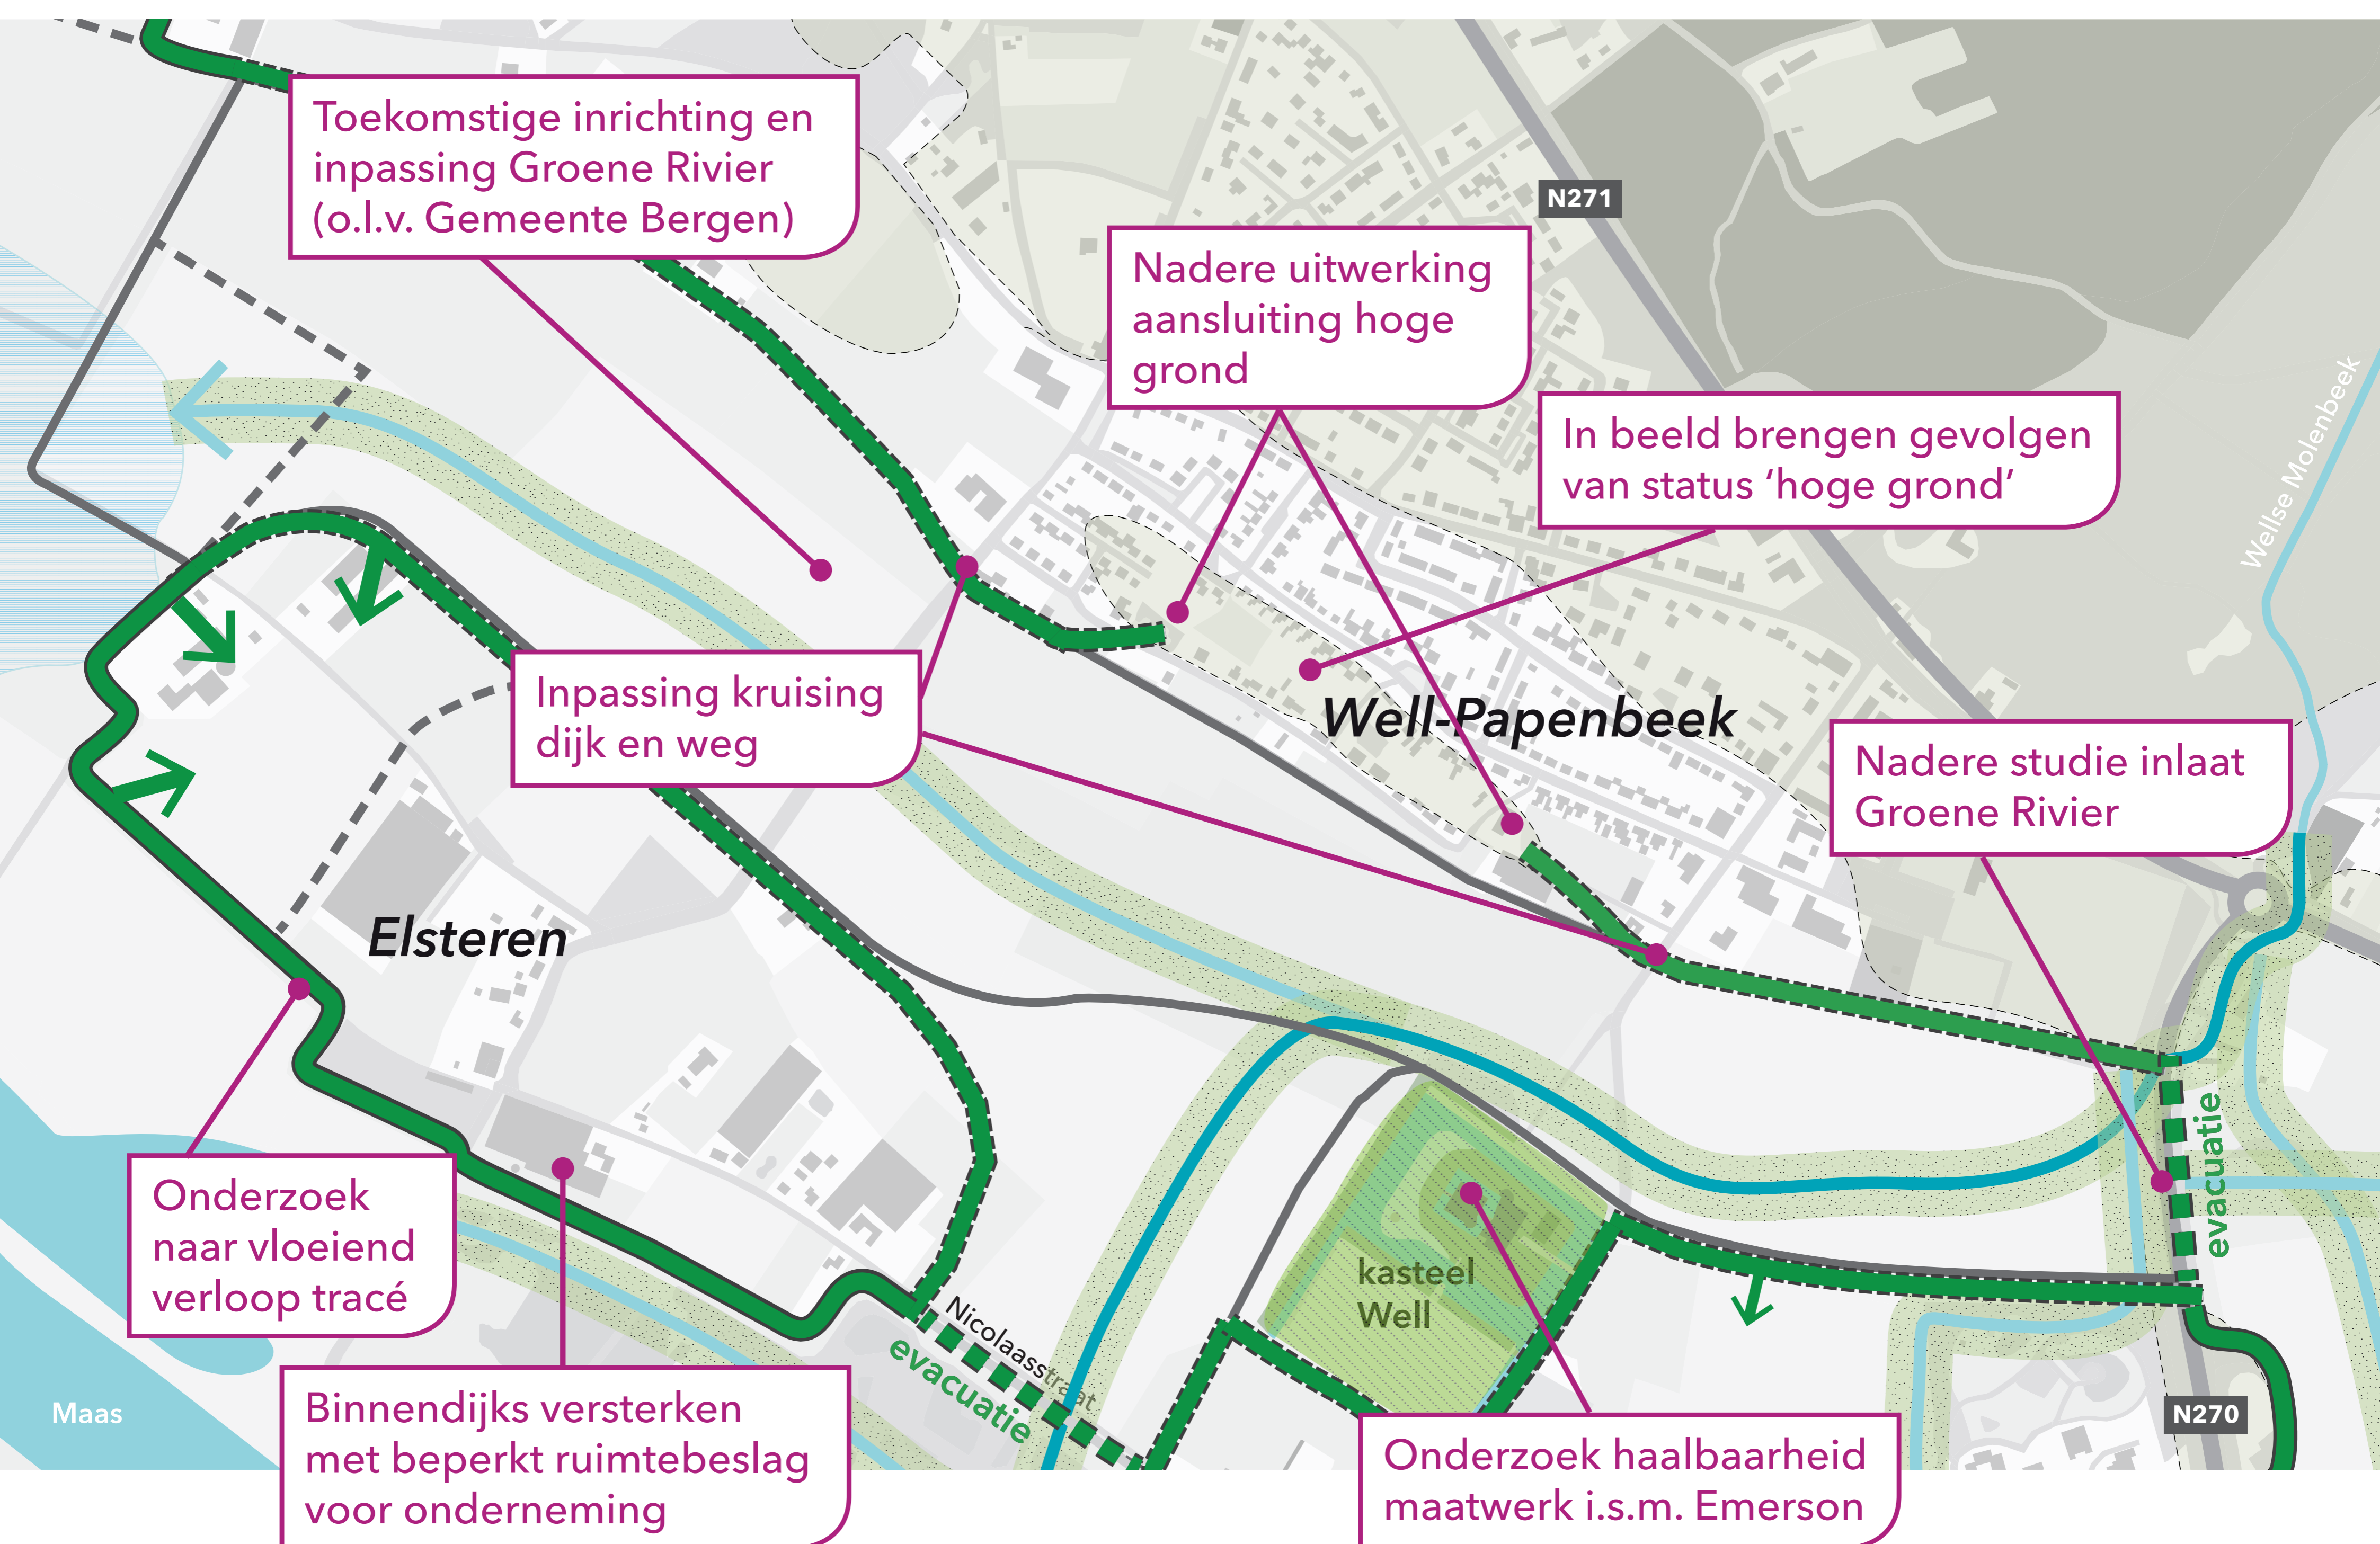 Toekomstige inrichting en
inpassing Groene Rivier
(o.l.v. Gemeente Bergen)
N271
Nadere uitwerking
aansluiting hoge
grond
In beeld brengen gevolgen
van status ‘hoge grond’
Wellse Molenbeek
Inpassing kruising
dijk en weg
Well-Papenbeek
Nadere studie inlaat
Groene Rivier
Elsteren
Onderzoek
naar vloeiend
verloop tracé
evacuatie
kasteel
Well
Nicolaasstraat
evacuatie
Maas
N270
Binnendijks versterken
met beperkt ruimtebeslag
voor onderneming
Onderzoek haalbaarheid
maatwerk i.s.m. Emerson